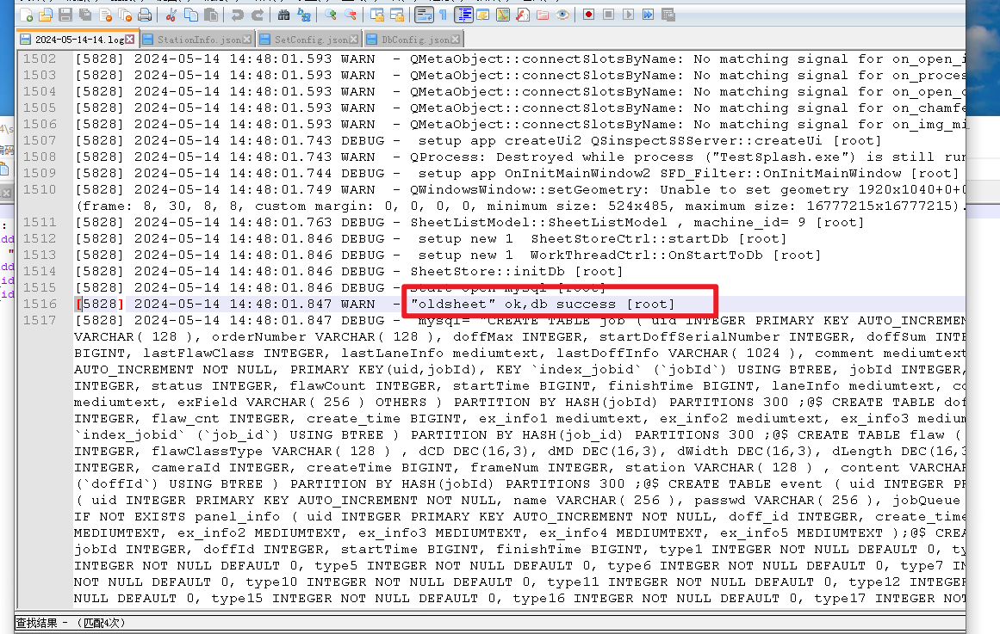 2024-05-14-14.log StationInfo.json SetConfig.json DbConfig.json
1502 [5828] 2024-05-14 14:48:01.593 WARN  - QMetaObject::connectSlotsByName: No matching signal for on_open_i
1503 [5828] 2024-05-14 14:48:01.593 WARN  - QMetaObject::connectSlotsByName: No matching signal for on_proces
1504 [5828] 2024-05-14 14:48:01.593 WARN  - QMetaObject::connectSlotsByName: No matching signal for on_open_c
1505 [5828] 2024-05-14 14:48:01.593 WARN  - QMetaObject::connectSlotsByName: No matching signal for on_chamfe
1506 [5828] 2024-05-14 14:48:01.593 WARN  - QMetaObject::connectSlotsByName: No matching signal for on_img_mi
1507 [5828] 2024-05-14 14:48:01.743 DEBUG -  setup app createUi2 QSinspectSSServer::createUi [root]
1508 [5828] 2024-05-14 14:48:01.743 WARN  - QProcess: Destroyed while process ("TestSplash.exe") is still run
1509 [5828] 2024-05-14 14:48:01.744 DEBUG -  setup app OnInitMainWindow2 SFD_Filter::OnInitMainWindow [root]
1510 [5828] 2024-05-14 14:48:01.749 WARN  - QWindowsWindow::setGeometry: Unable to set geometry 1920x1040+0+0
(frame: 8, 30, 8, 8, custom margin: 0, 0, 0, 0, minimum size: 524x485, maximum size: 16777215x16777215).
1511 [5828] 2024-05-14 14:48:01.763 DEBUG - SheetListModel::SheetListModel , machine_id= 9 [root]
1512 [5828] 2024-05-14 14:48:01.846 DEBUG -  setup new 1  SheetStoreCtrl::startDb [root]
1513 [5828] 2024-05-14 14:48:01.846 DEBUG -  setup new 1  WorkThreadCtrl::OnStartToDb [root]
1514 [5828] 2024-05-14 14:48:01.846 DEBUG - SheetStore::initDb [root]
1515 [5828] 2024-05-14 14:48:01.846 DEBUG - start open mysql [root]
1516 [5828] 2024-05-14 14:48:01.847 WARN  - "oldsheet" ok,db success [root]
1517 [5828] 2024-05-14 14:48:01.847 DEBUG -  mysql= "CREATE TABLE job ( uid INTEGER PRIMARY KEY AUTO_INCREMEN
VARCHAR( 128 ), orderNumber VARCHAR( 128 ), doffMax INTEGER, startDoffSerialNumber INTEGER, doffSum INTE
BIGINT, lastFlawClass INTEGER, lastLaneInfo mediumtext, lastDoffInfo VARCHAR( 1024 ), comment mediumtext
AUTO_INCREMENT NOT NULL, PRIMARY KEY(uid,jobId), KEY `index_jobid` (`jobId`) USING BTREE, jobId INTEGER,
INTEGER, status INTEGER, flawCount INTEGER, startTime BIGINT, finishTime BIGINT, laneInfo mediumtext, co
mediumtext, exField VARCHAR( 256 ) OTHERS ) PARTITION BY HASH(jobId) PARTITIONS 300 ;@$ CREATE TABLE dof
INTEGER, flaw_cnt INTEGER, create_time BIGINT, ex_info1 mediumtext, ex_info2 mediumtext, ex_info3 medium
`index_jobid` (`job_id`) USING BTREE ) PARTITION BY HASH(job_id) PARTITIONS 300 ;@$ CREATE TABLE flaw (
INTEGER, flawClassType VARCHAR( 128 ) , dCD DEC(16,3), dMD DEC(16,3), dWidth DEC(16,3), dLength DEC(16,3
INTEGER, cameraId INTEGER, createTime BIGINT, frameNum INTEGER, station VARCHAR( 128 ) , content VARCHAR
(`doffId`) USING BTREE ) PARTITION BY HASH(jobId) PARTITIONS 300 ;@$ CREATE TABLE event ( uid INTEGER PR
( uid INTEGER PRIMARY KEY AUTO_INCREMENT NOT NULL, name VARCHAR( 256 ), passwd VARCHAR( 256 ), jobQueue
IF NOT EXISTS panel_info ( uid INTEGER PRIMARY KEY AUTO_INCREMENT NOT NULL, doff_id INTEGER, create_time
MEDIUMTEXT, ex_info2 MEDIUMTEXT, ex_info3 MEDIUMTEXT, ex_info4 MEDIUMTEXT, ex_info5 MEDIUMTEXT );@$ CREA
jobId INTEGER, doffId INTEGER, startTime BIGINT, finishTime BIGINT, type1 INTEGER NOT NULL DEFAULT 0, ty
INTEGER NOT NULL DEFAULT 0, type5 INTEGER NOT NULL DEFAULT 0, type6 INTEGER NOT NULL DEFAULT 0, type7 IN
NOT NULL DEFAULT 0, type10 INTEGER NOT NULL DEFAULT 0, type11 INTEGER NOT NULL DEFAULT 0, type12 INTEGER
NULL DEFAULT 0, type15 INTEGER NOT NULL DEFAULT 0, type16 INTEGER NOT NULL DEFAULT 0, type17 INTEGER NOT
查找结果 - （匹配4次）